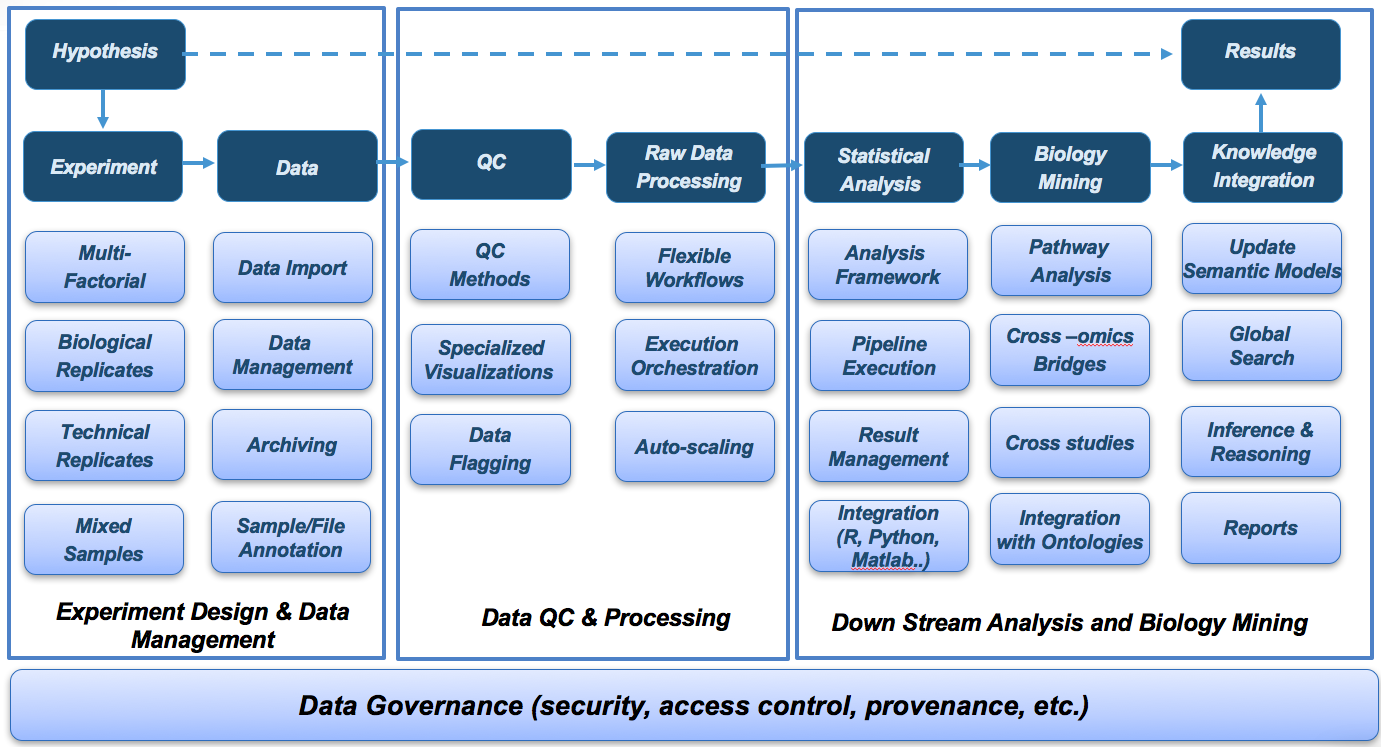 Hypothesis
Results
Experiment
Data
QC
Raw Data
Processing
Statistical
Analysis
Biology
Mining
Knowledge
Integration
Multi-
Factorial
Biological
Replicates
Technical
Replicates
Mixed
Samples
Data Import
Data
Management
Archiving
Sample/File
Annotation
Experiment Design & Data
Management
QC
Methods
Specialized
Visualizations
Data
Flagging
Flexible
Workflows
Execution
Orchestration
Auto-scaling
Data QC & Processing
Analysis
Framework
Pipeline
Execution
Result
Management
Integration
(R, Python,
Matlab..)
Pathway
Analysis
Cross –omics
Bridges
Cross studies
Integration
with Ontologies
Update
Semantic Models
Global
Search
Inference &
Reasoning
Reports
Down Stream Analysis and Biology Mining
Data Governance (security, access control, provenance, etc.)